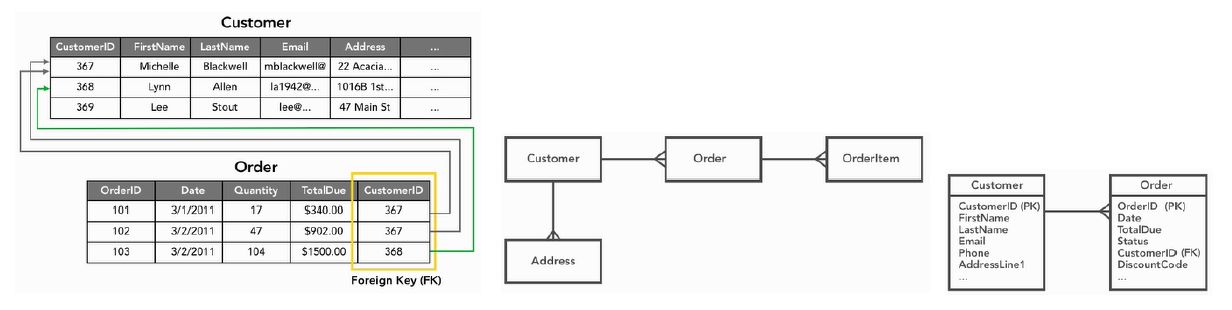 Customer
CustomerID FirstName LastName Email Address ...
367 Michelle Blackwell mblackwell@ 22 Acacia... ...
368 Lynn Allen la1942@... 1016B 1st... ...
369 Lee Stout lee@... 47 Main St ...
Order
OrderID Date Quantity TotalDue CustomerID
101 3/1/2011 17 $340.00 367
102 3/2/2011 47 $902.00 367
103 3/2/2011 104 $1500.00 368
Foreign Key (FK)
Customer Order OrderItem
Address
Customer
CustomerID (PK)
FirstName
LastName
Email
Phone
AddressLine1
...
Order
OrderID (PK)
Date
TotalDue
Status
CustomerID (FK)
DiscountCode
...